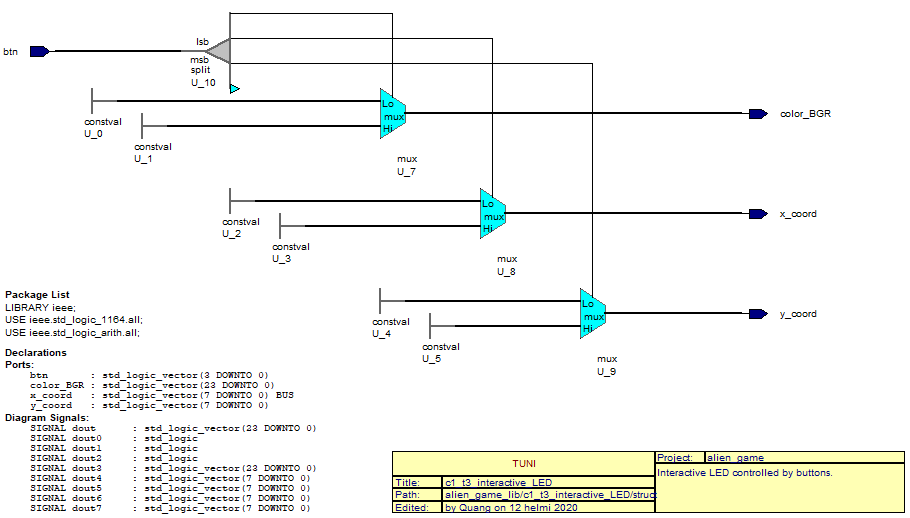 btn
lsb
msb
split
U_10
constval
U_0
constval
U_1
Lo
mux
Hi
mux
U_7
color_BGR
constval
U_2
constval
U_3
Lo
mux
Hi
mux
U_8
x_coord
constval
U_4
constval
U_5
Lo
mux
Hi
mux
U_9
y_coord
Package List
LIBRARY ieee;
USE ieee.std_logic_1164.all;
USE ieee.std_logic_arith.all;
Declarations
Ports:
btn : std_logic_vector(3 DOWNTO 0)
color_BGR : std_logic_vector(23 DOWNTO 0)
x_coord : std_logic_vector(7 DOWNTO 0) BUS
y_coord : std_logic_vector(7 DOWNTO 0)
Diagram Signals:
SIGNAL dout : std_logic_vector(23 DOWNTO 0)
SIGNAL dout0 : std_logic
SIGNAL dout1 : std_logic
SIGNAL dout2 : std_logic
SIGNAL dout3 : std_logic_vector(23 DOWNTO 0)
SIGNAL dout4 : std_logic_vector(7 DOWNTO 0)
SIGNAL dout5 : std_logic_vector(7 DOWNTO 0)
SIGNAL dout6 : std_logic_vector(7 DOWNTO 0)
SIGNAL dout7 : std_logic_vector(7 DOWNTO 0)
TUNI
Title: c1_t3_interactive_LED
Path: alien_game_lib/c1_t3_interactive_LED/struc
Edited: by Quang on 12 helmi 2020
Project: alien_game
Interactive LED controlled by buttons.